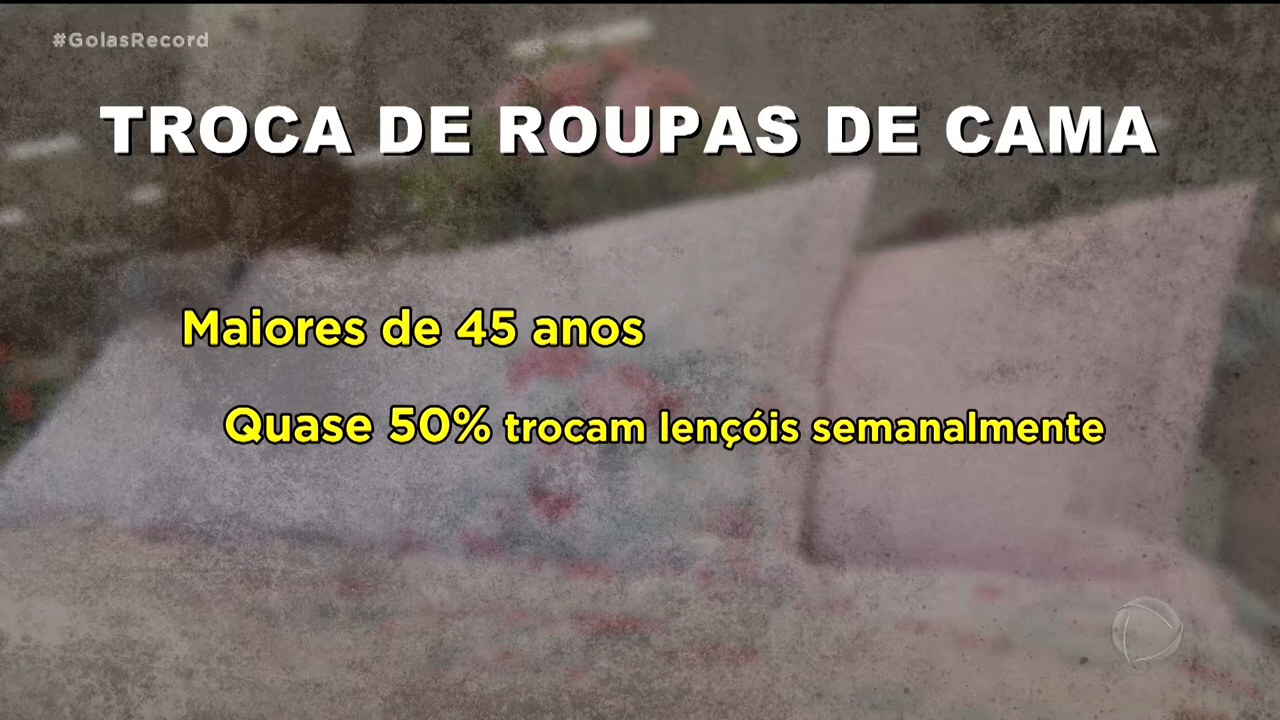 #GolasRecord
TROCA DE ROUPAS DE CAMA
Maiores de 45 anos
Quase 50% trocam lençóis semanalmente